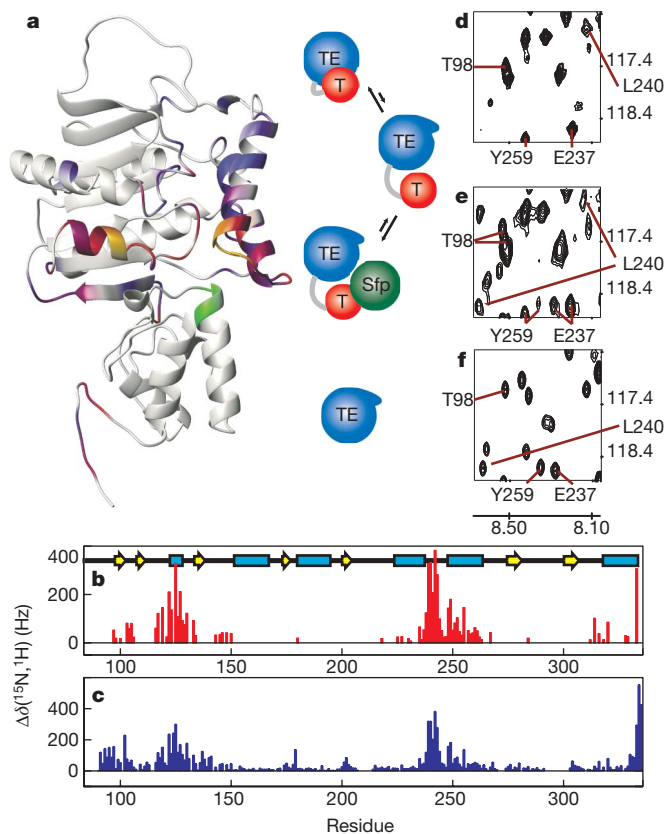 a
TE
T
TE
T
TE
T
Sfp
TE
d
T98
117.4
L240
118.4
Y259
E237
e
T98
117.4
L240
118.4
Y259
E237
f
T98
117.4
L240
118.4
Y259
E237
8.50
8.10
b
400
200
0
100
150
200
250
300
c
400
200
0
100
150
200
250
300
Δδ(¹⁵N,¹H) (Hz)
Residue